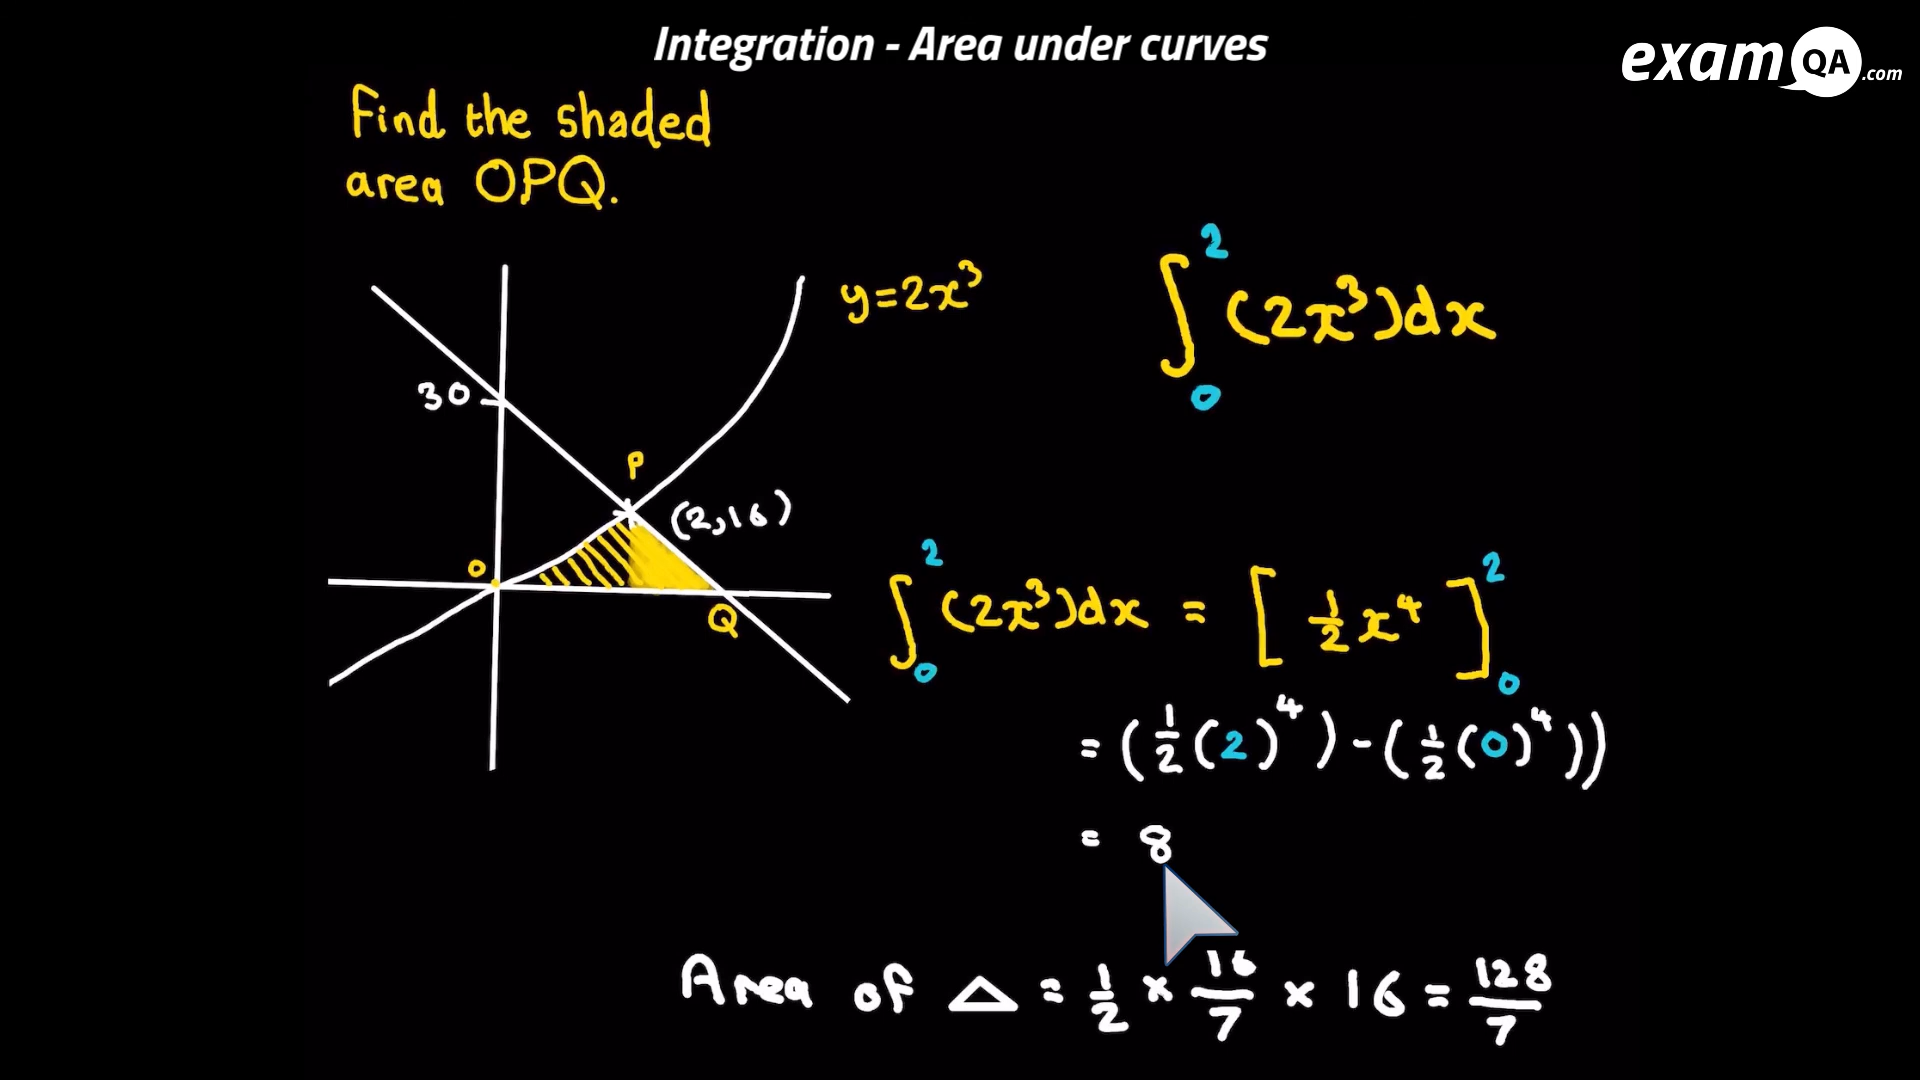 Integration - Area under curves
examQA.com
Find the shaded
area OPQ.
y=2x³
∫₀² (2x³)dx
30
P
(2,16)
O
Q
∫₀² (2x³)dx = [ ½x⁴ ]₀²
= (½(2)⁴) - (½(0)⁴))
= 8
Area of △ = ½ × 16/7 × 16 = 128/7